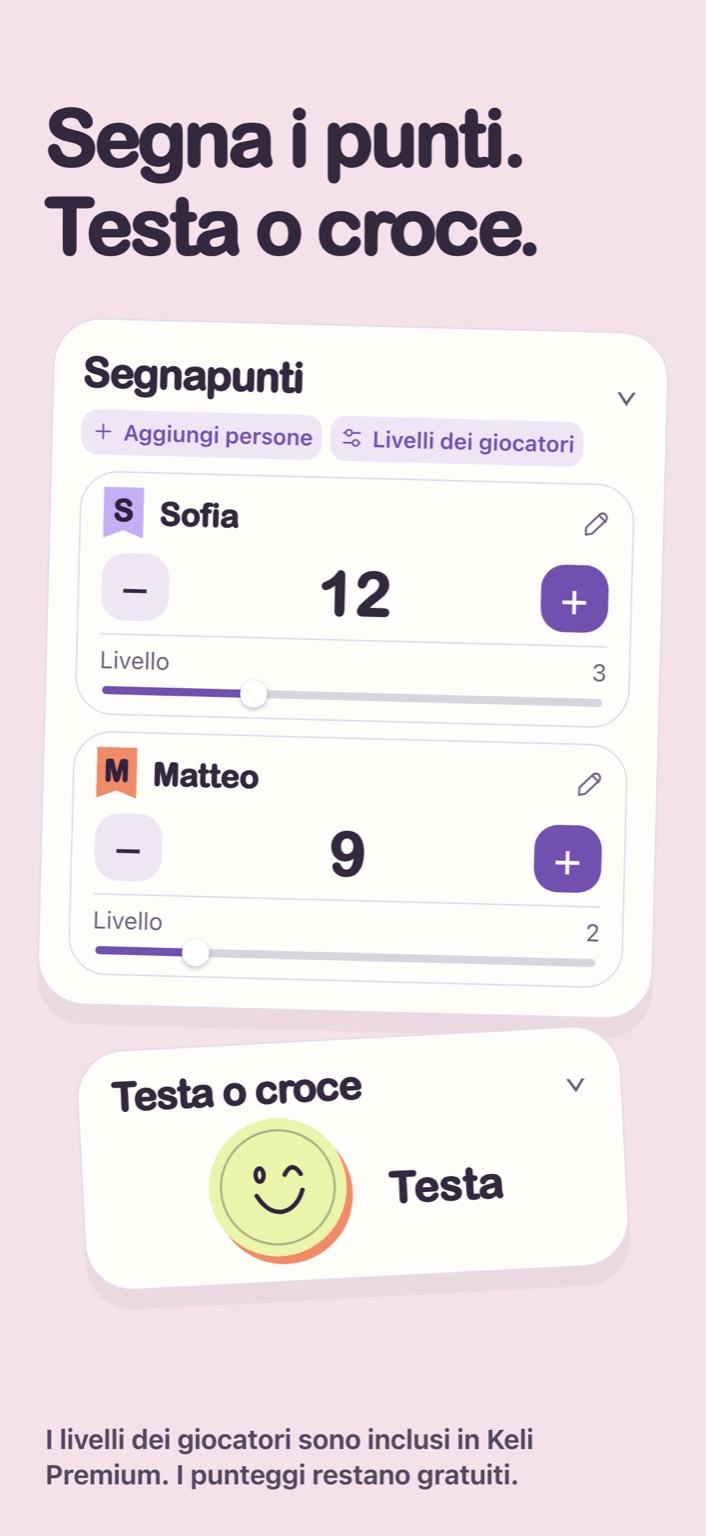 Segna i punti.
Testa o croce.
Segnapunti
+ Aggiungi persone
Livelli dei giocatori
S Sofia
− 12 +
Livello 3
M Matteo
− 9 +
Livello 2
Testa o croce
Testa
I livelli dei giocatori sono inclusi in Keli
Premium. I punteggi restano gratuiti.